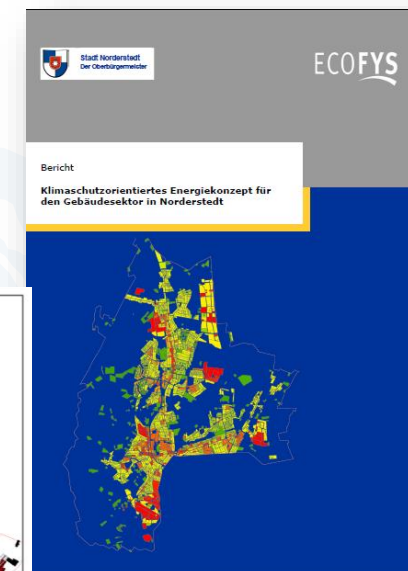 Stadt Norderstedt
Der Oberbürgermeister
ECOFYS
Bericht
Klimaschutzorientiertes Energiekonzept für
den Gebäudesektor in Norderstedt